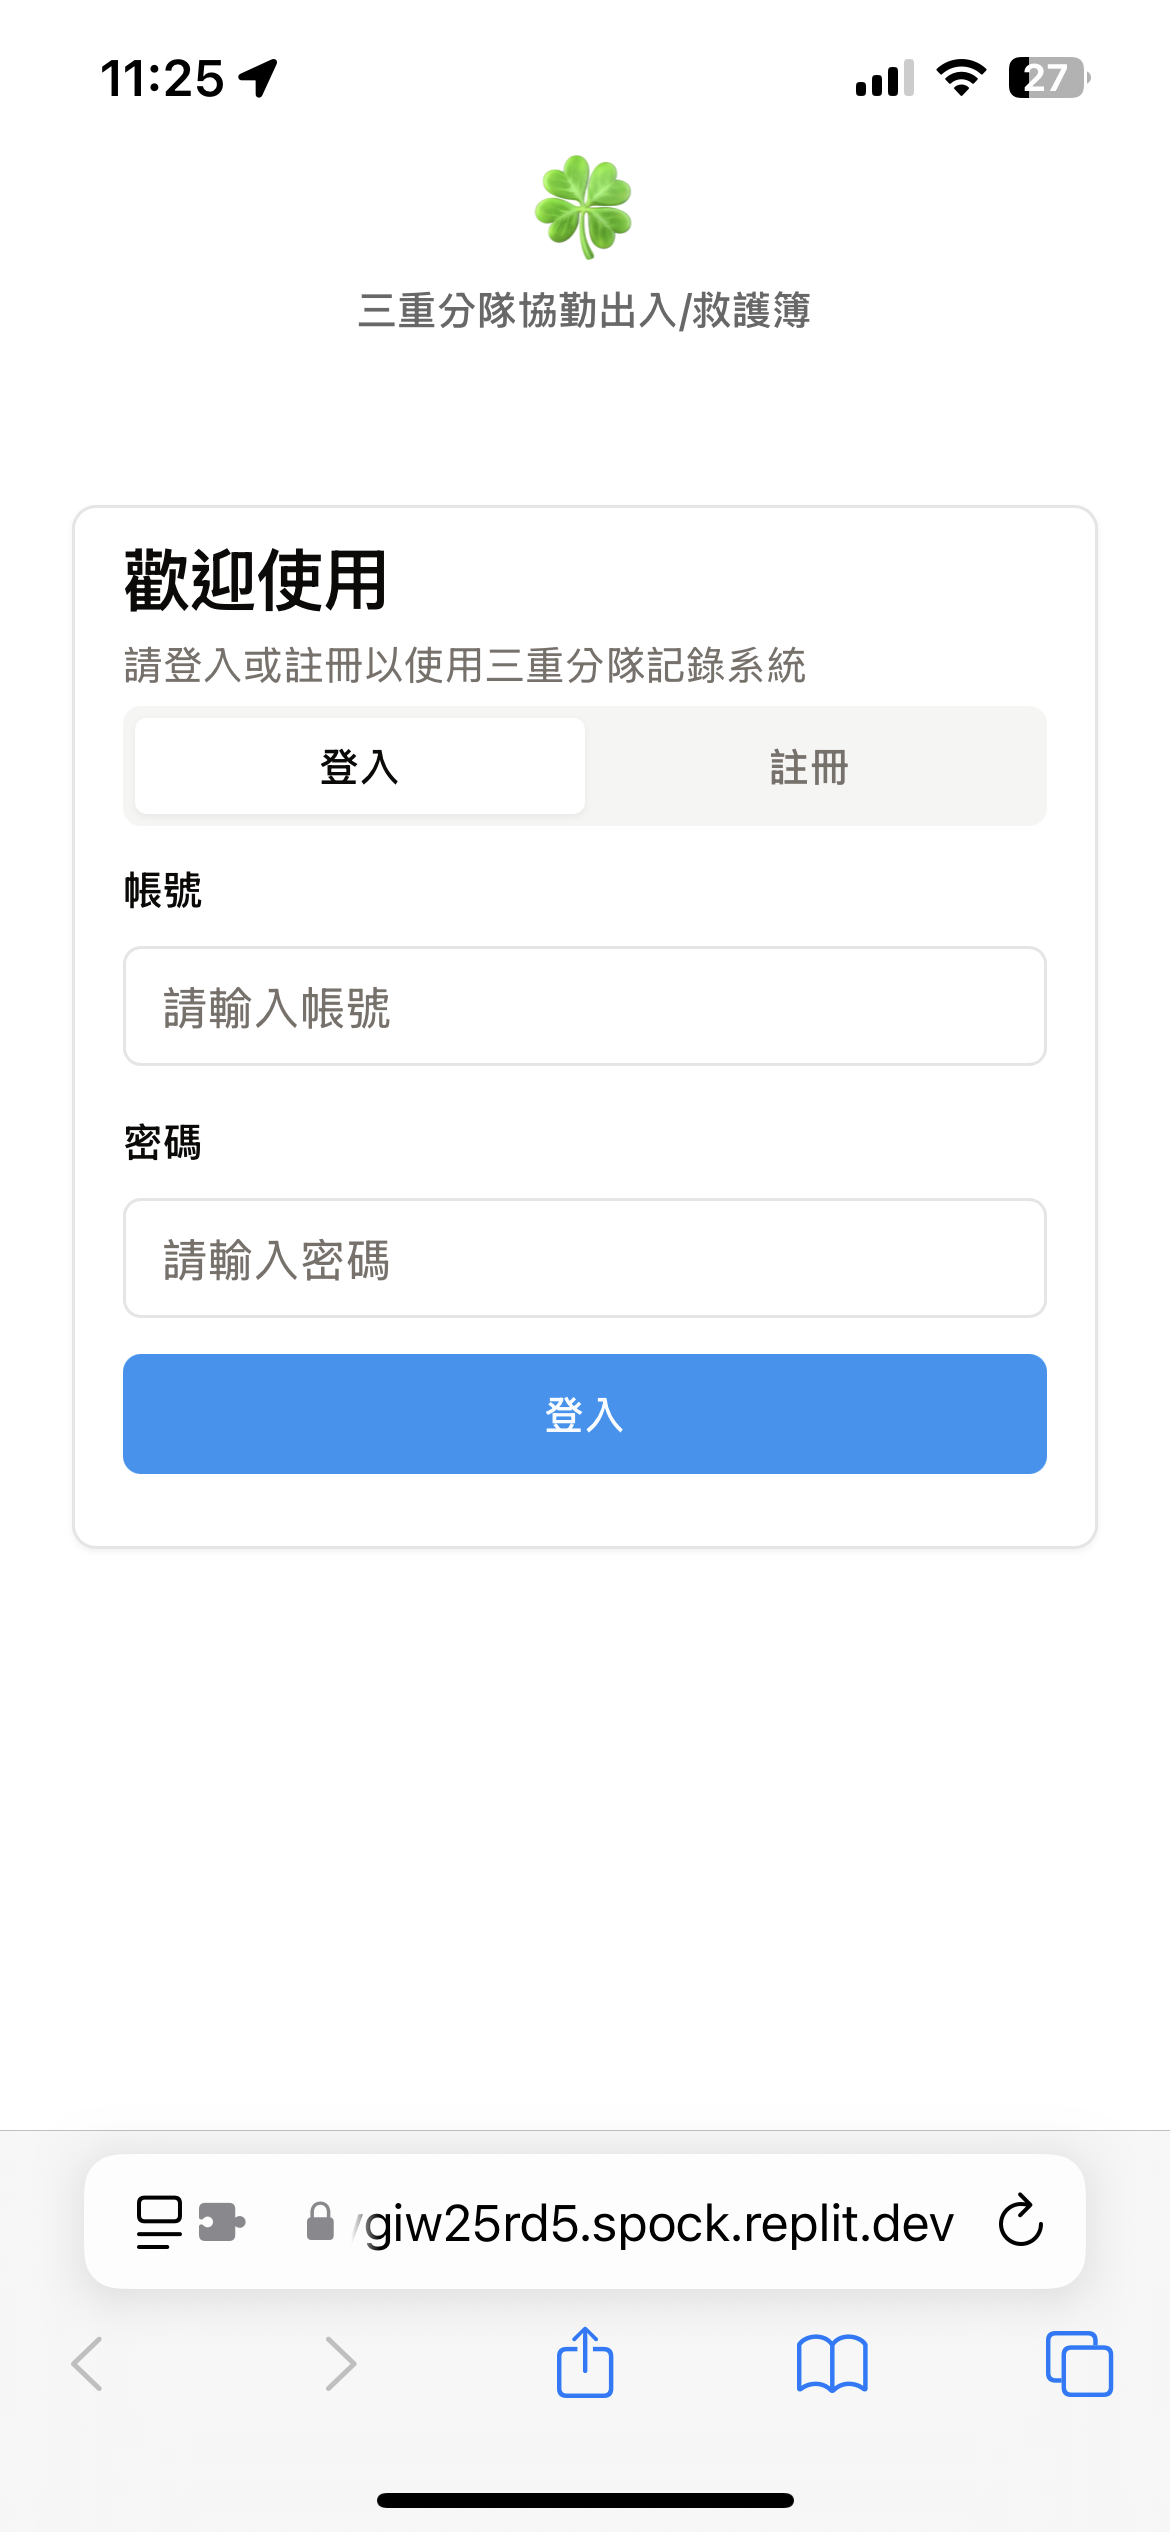 11:25
27
三重分隊協勤出入/救護簿
歡迎使用
請登入或註冊以使用三重分隊記錄系統
登入
註冊
帳號
請輸入帳號
密碼
請輸入密碼
登入
giw25rd5.spock.replit.dev